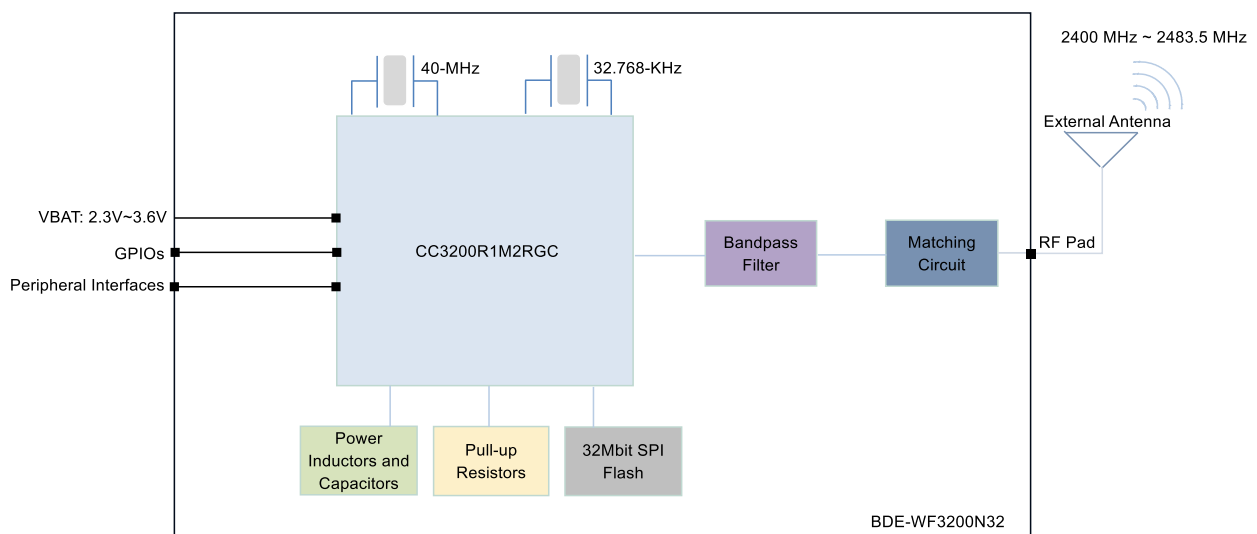 2400 MHz ~ 2483.5 MHz
40-MHz
32.768-KHz
External Antenna
VBAT: 2.3V~3.6V
GPIOs
Peripheral Interfaces
CC3200R1M2RGC
Bandpass
Filter
Matching
Circuit
RF Pad
Power
Inductors and
Capacitors
Pull-up
Resistors
32Mbit SPI
Flash
BDE-WF3200N32